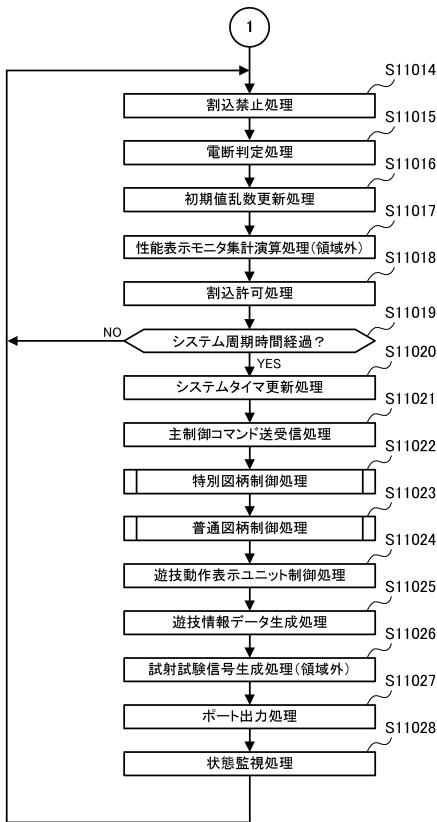 1
S11014
割込禁止処理
S11015
電断判定処理
S11016
初期値乱数更新処理
S11017
性能表示モニタ集計演算処理(領域外)
S11018
割込許可処理
S11019
NO
システム周期時間経過?
YES
S11020
システムタイマ更新処理
S11021
主制御コマンド送受信処理
S11022
特別図柄制御処理
S11023
普通図柄制御処理
S11024
遊技動作表示ユニット制御処理
S11025
遊技情報データ生成処理
S11026
試射試験信号生成処理(領域外)
S11027
ポート出力処理
S11028
状態監視処理